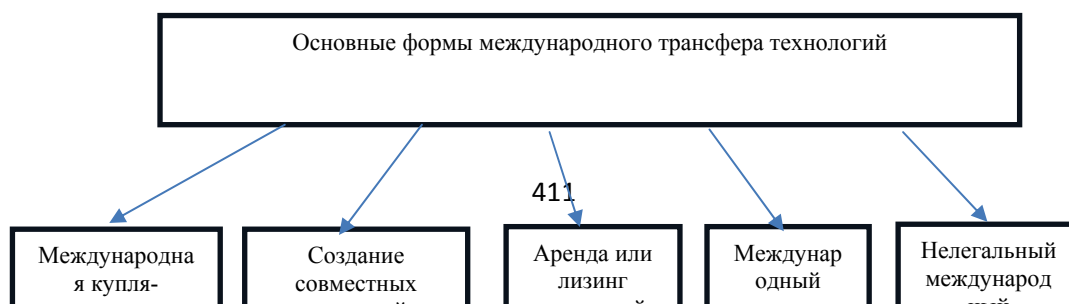 Основные формы международного трансфера технологий
411
Международна
я купля-
Создание
совместных
Аренда или
лизинг
Междунар
одный
Нелегальный
международ